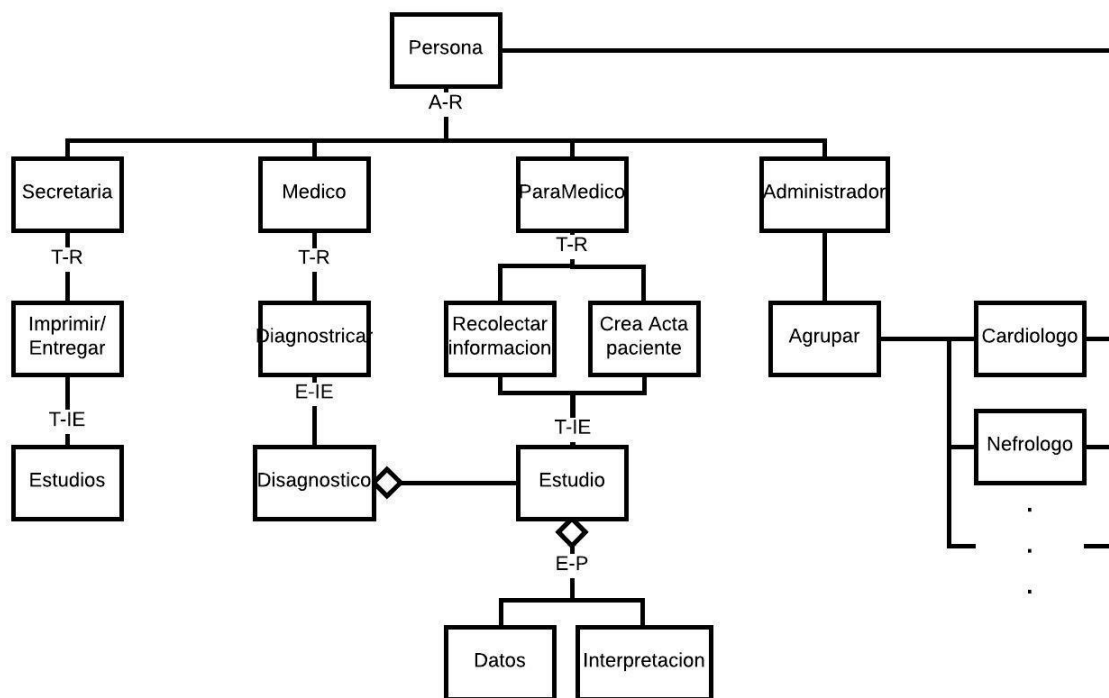 Persona
A-R
Secretaria
Medico
ParaMedico
Administrador
T-R
T-R
T-R
Imprimir/
Entregar
Diagnostricar
Recolectar
informacion
Crea Acta
paciente
Agrupar
Cardiologo
T-IE
E-IE
T-IE
Nefrologo
Estudios
Disagnostico
Estudio
.
.
.
E-P
Datos
Interpretacion